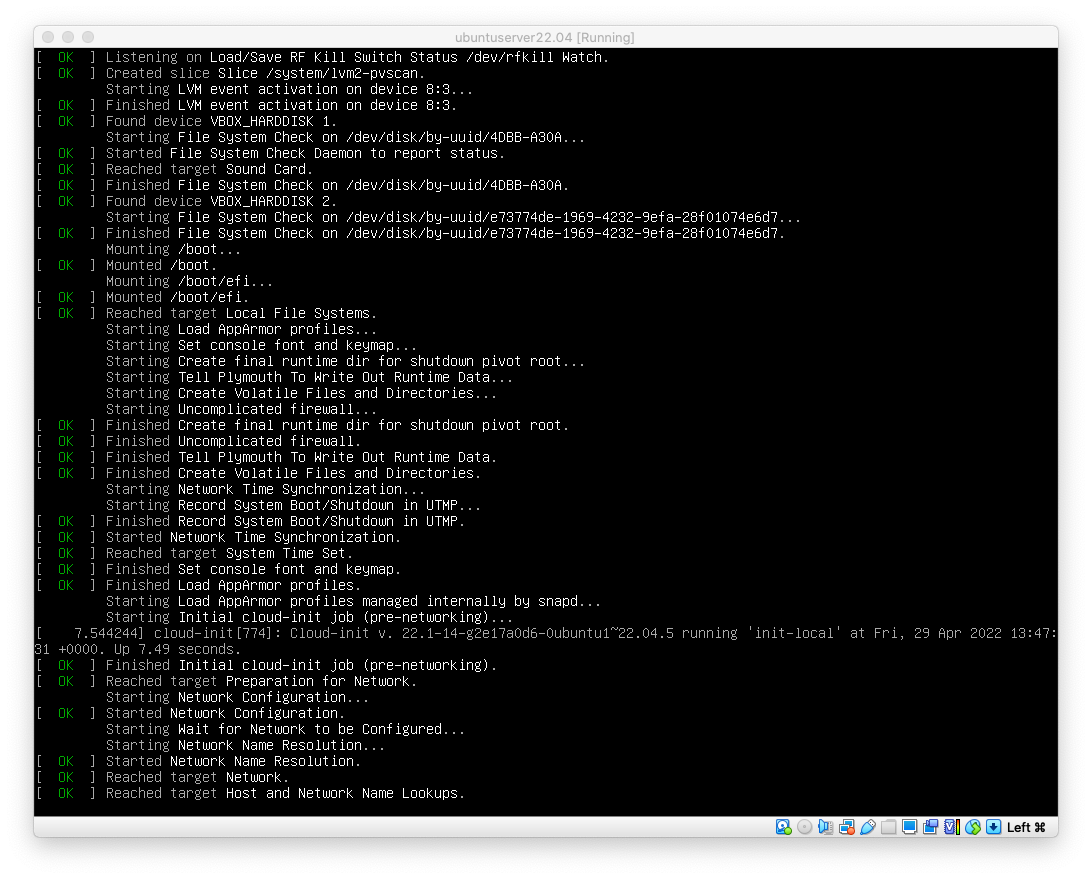 ubuntuserver22.04 [Running]
[  OK  ] Listening on Load/Save RF Kill Switch Status /dev/rfkill Watch.
[  OK  ] Created slice Slice /system/lvm2-pvscan.
         Starting LVM event activation on device 8:3...
[  OK  ] Finished LVM event activation on device 8:3.
[  OK  ] Found device VBOX_HARDDISK 1.
         Starting File System Check on /dev/disk/by-uuid/4DBB-A30A...
[  OK  ] Started File System Check Daemon to report status.
[  OK  ] Reached target Sound Card.
[  OK  ] Finished File System Check on /dev/disk/by-uuid/4DBB-A30A.
[  OK  ] Found device VBOX_HARDDISK 2.
         Starting File System Check on /dev/disk/by-uuid/e73774de-1969-4232-9efa-28f01074e6d7...
[  OK  ] Finished File System Check on /dev/disk/by-uuid/e73774de-1969-4232-9efa-28f01074e6d7.
         Mounting /boot...
[  OK  ] Mounted /boot.
         Mounting /boot/efi...
[  OK  ] Mounted /boot/efi.
[  OK  ] Reached target Local File Systems.
         Starting Load AppArmor profiles...
         Starting Set console font and keymap...
         Starting Create final runtime dir for shutdown pivot root...
         Starting Tell Plymouth To Write Out Runtime Data...
         Starting Create Volatile Files and Directories...
         Starting Uncomplicated firewall...
[  OK  ] Finished Create final runtime dir for shutdown pivot root.
[  OK  ] Finished Uncomplicated firewall.
[  OK  ] Finished Tell Plymouth To Write Out Runtime Data.
[  OK  ] Finished Create Volatile Files and Directories.
         Starting Network Time Synchronization...
         Starting Record System Boot/Shutdown in UTMP...
[  OK  ] Finished Record System Boot/Shutdown in UTMP.
[  OK  ] Started Network Time Synchronization.
[  OK  ] Reached target System Time Set.
[  OK  ] Finished Set console font and keymap.
[  OK  ] Finished Load AppArmor profiles.
         Starting Load AppArmor profiles managed internally by snapd...
         Starting Initial cloud-init job (pre-networking)...
[    7.544244] cloud-init[774]: Cloud-init v. 22.1-14-g2e17a0d6-0ubuntu1~22.04.5 running 'init-local' at Fri, 29 Apr 2022 13:47:
31 +0000. Up 7.49 seconds.
[  OK  ] Finished Initial cloud-init job (pre-networking).
[  OK  ] Reached target Preparation for Network.
         Starting Network Configuration...
[  OK  ] Started Network Configuration.
         Starting Wait for Network to be Configured...
         Starting Network Name Resolution...
[  OK  ] Started Network Name Resolution.
[  OK  ] Reached target Network.
[  OK  ] Reached target Host and Network Name Lookups.
Left ⌘